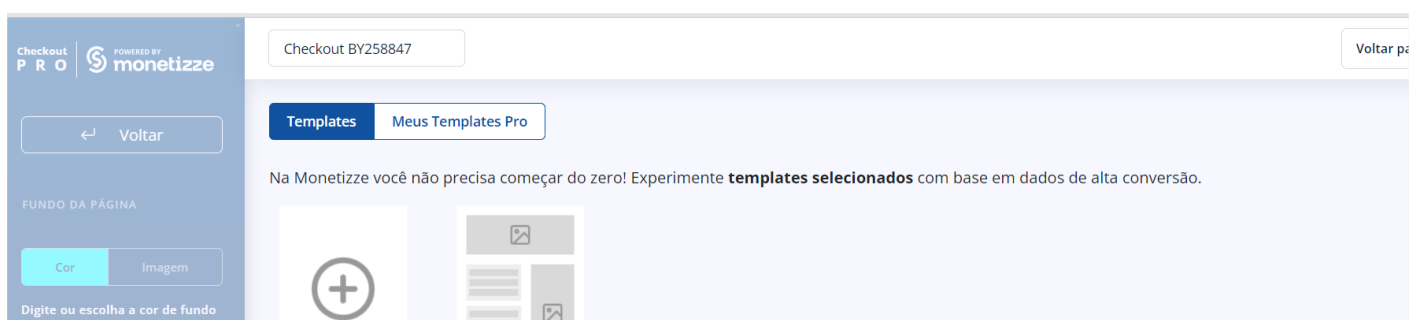 Checkout PRO POWERED BY monetizze
Voltar
FUNDO DA PÁGINA
Cor Imagem
Digite ou escolha a cor de fundo
Checkout BY258847
Voltar pa
Templates Meus Templates Pro
Na Monetizze você não precisa começar do zero! Experimente templates selecionados com base em dados de alta conversão.